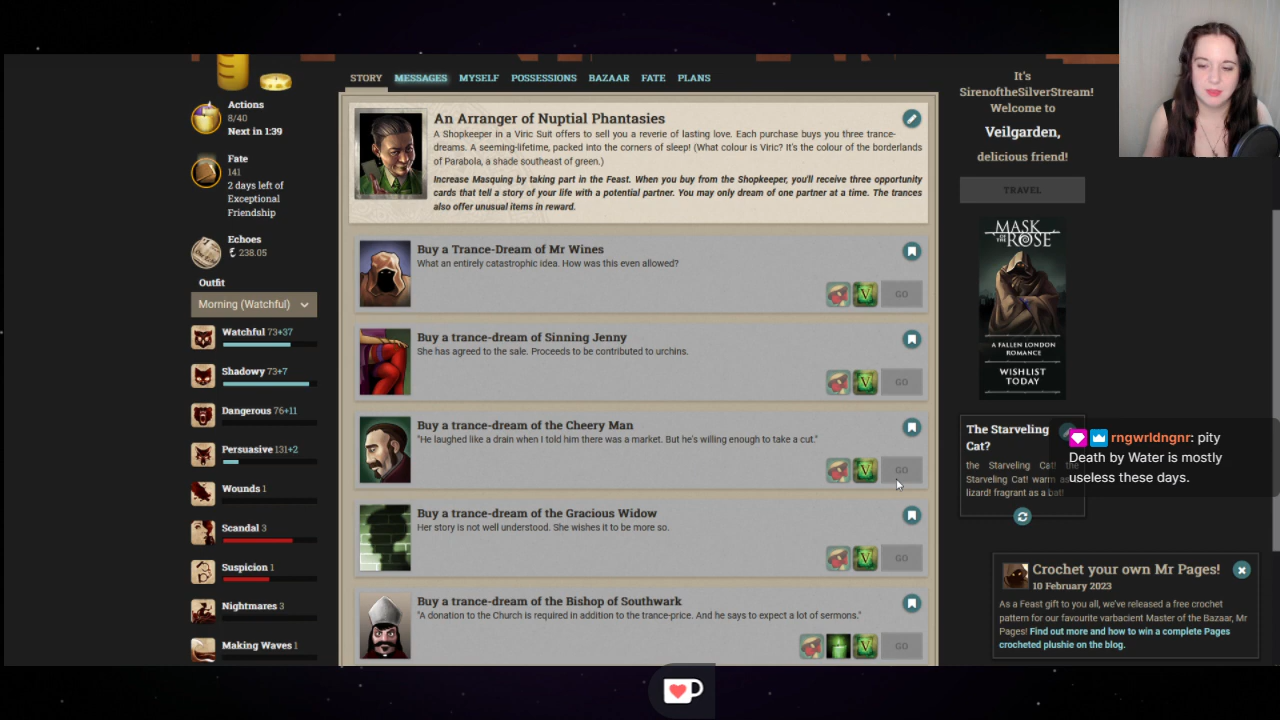 STORY MESSAGES MYSELF POSSESSIONS BAZAAR FATE PLANS
Actions
8/40
Next in 1:39
Fate
141
2 days left of
Exceptional
Friendship
Echoes
238.05
Outfit
Morning (Watchful)
Watchful 73+37
Shadowy 73+7
Dangerous 76+11
Persuasive 131+2
Wounds 1
Scandal 3
Suspicion 1
Nightmares 3
Making Waves 1
An Arranger of Nuptial Phantasies
A Shopkeeper in a Viric Suit offers to sell you a reverie of lasting love. Each purchase buys you three trance-
dreams. A seeming-lifetime, packed into the corners of sleep! (What colour is Viric? It's the colour of the borderlands
of Parabola, a shade southeast of green.)
Increase Masquing by taking part in the Feast. When you buy from the Shopkeeper, you'll receive three opportunity
cards that tell a story of your life with a potential partner. You may only dream of one partner at a time. The trances
also offer unusual items in reward.
Buy a Trance-Dream of Mr Wines
What an entirely catastrophic idea. How was this even allowed?
V GO
Buy a trance-dream of Sinning Jenny
She has agreed to the sale. Proceeds to be contributed to urchins.
V GO
Buy a trance-dream of the Cheery Man
"He laughed like a drain when I told him there was a market. But he's willing enough to take a cut."
V GO
Buy a trance-dream of the Gracious Widow
Her story is not well understood. She wishes it to be more so.
V GO
Buy a trance-dream of the Bishop of Southwark
"A donation to the Church is required in addition to the trance-price. And he says to expect a lot of sermons."
V GO
It's
SirenoftheSilverStream!
Welcome to
Veilgarden,
delicious friend!
TRAVEL
MASK
OF THE ROSE
A FALLEN LONDON
ROMANCE
WISHLIST
TODAY
The Starveling
Cat?
the Starveling Cat! the
Starveling Cat! warm as a
lizard! fragrant as a bat!
rngwrldngnr: pity
Death by Water is mostly
useless these days.
Crochet your own Mr Pages!
10 February 2023
As a Feast gift to you all, we've released a free crochet
pattern for our favourite varbacient Master of the Bazaar, Mr
Pages! Find out more and how to win a complete Pages
crocheted plushie on the blog.